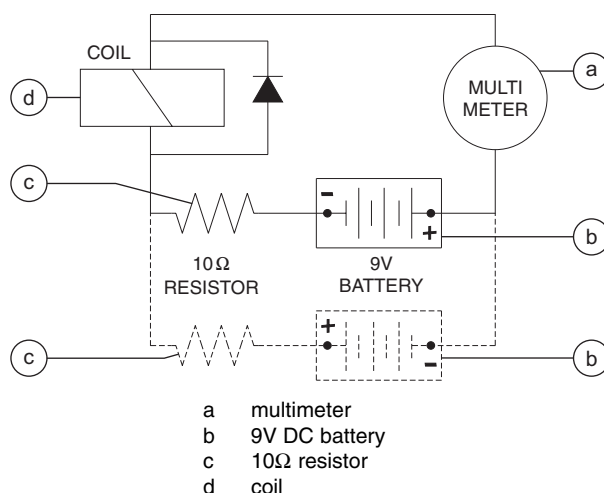 COIL
a
MULTI
METER
d
c
-
+
b
10Ω
RESISTOR
9V
BATTERY
+
-
c
b
a multimeter
b 9V DC battery
c 10Ω resistor
d coil